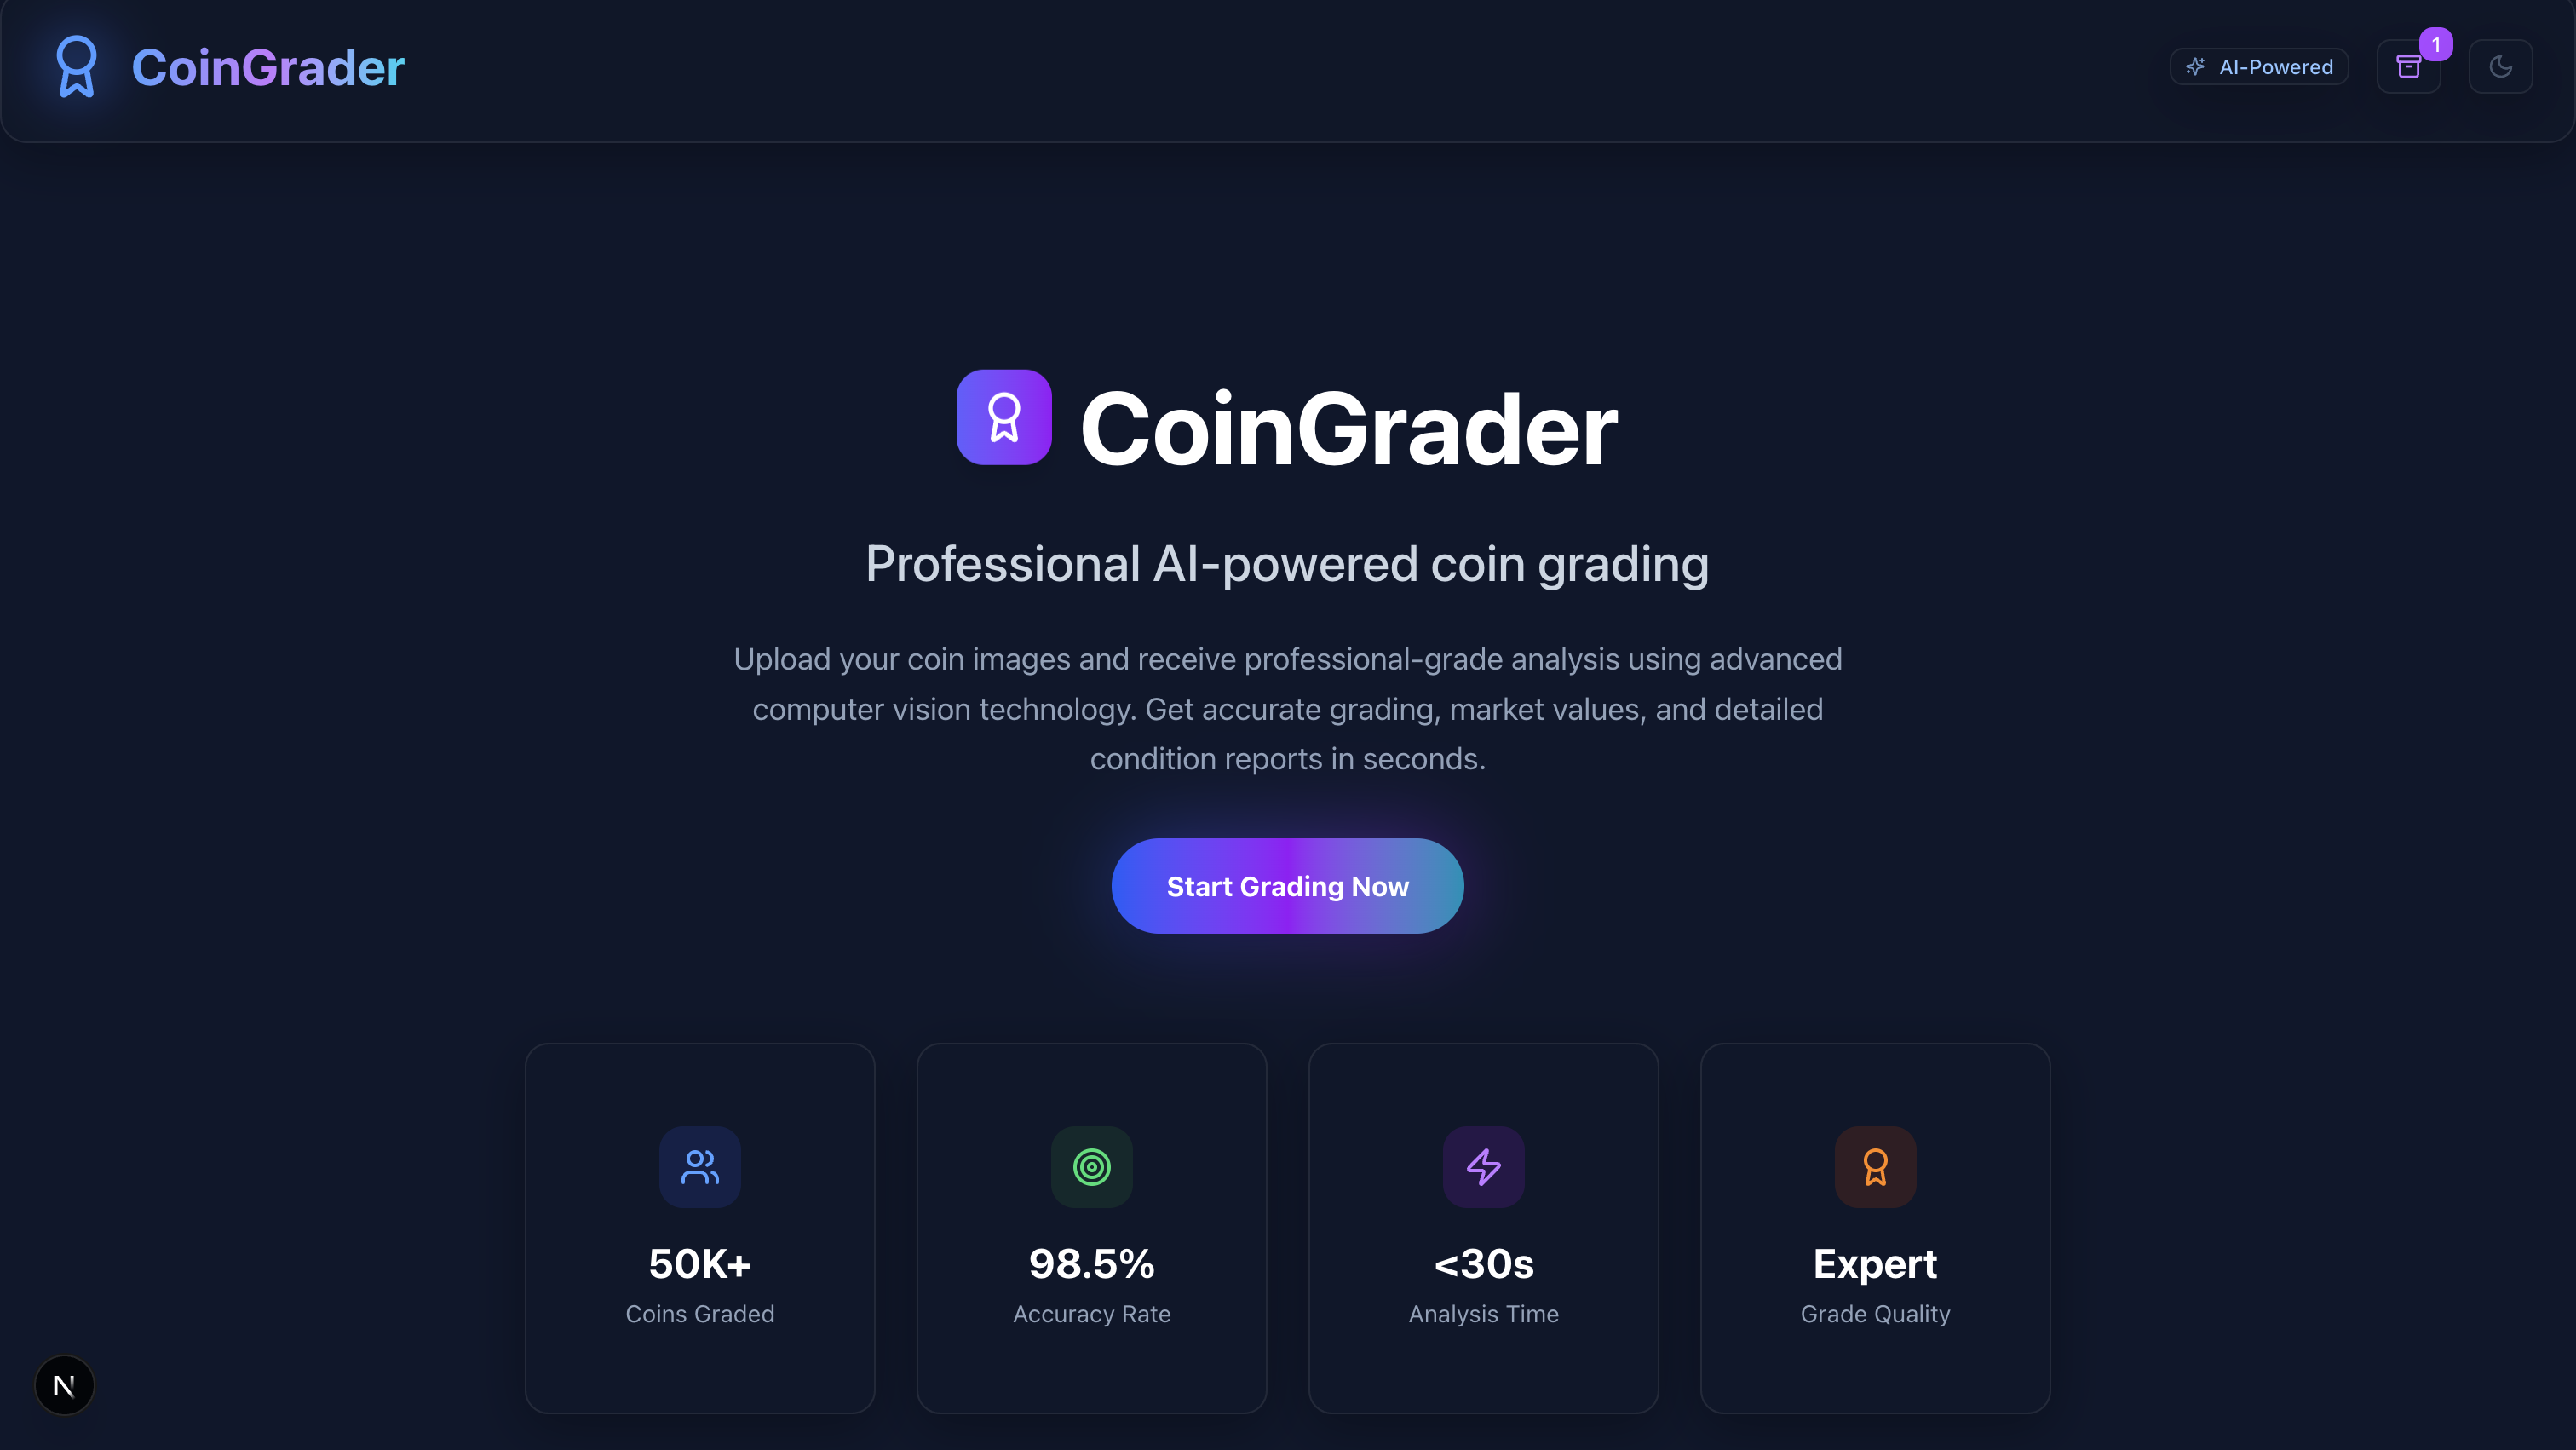 CoinGrader
AI-Powered
1
CoinGrader
Professional AI-powered coin grading
Upload your coin images and receive professional-grade analysis using advanced
computer vision technology. Get accurate grading, market values, and detailed
condition reports in seconds.
Start Grading Now
50K+
Coins Graded
98.5%
Accuracy Rate
<30s
Analysis Time
Expert
Grade Quality
N